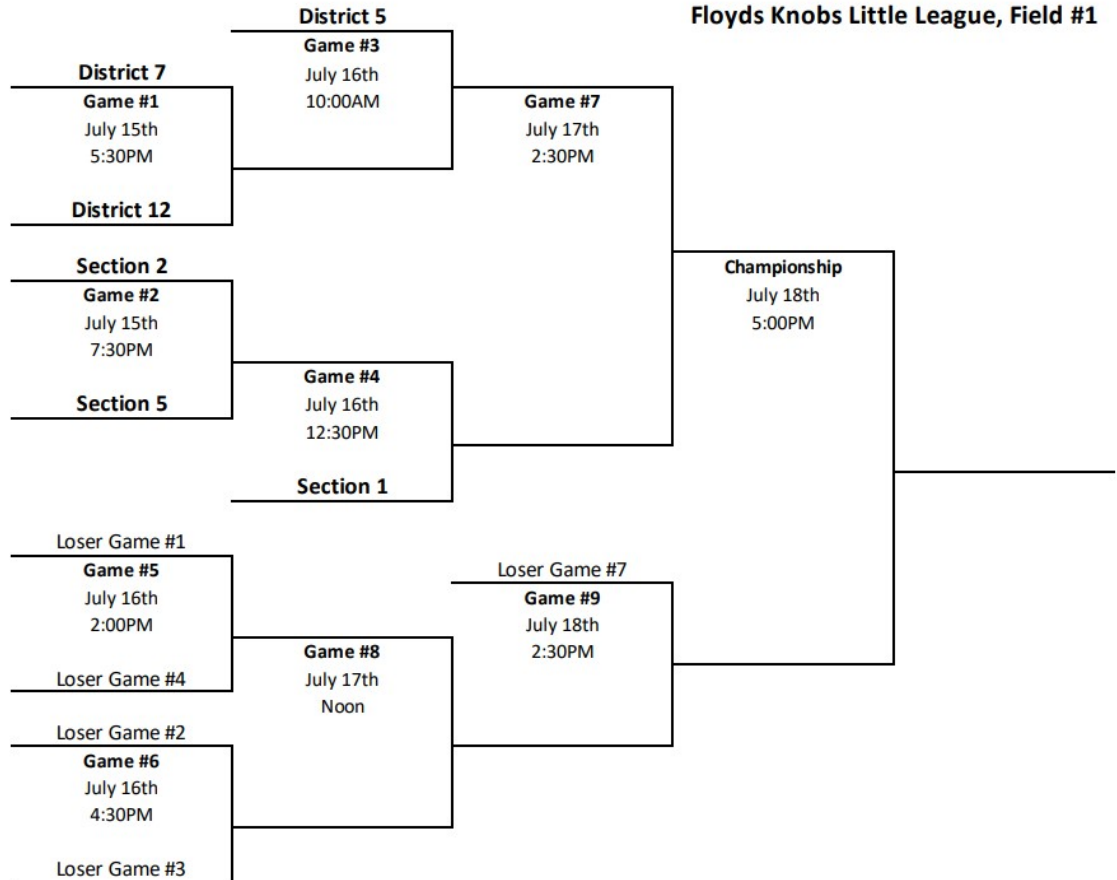 Floyds Knobs Little League, Field #1
District 5
Game #3
July 16th
10:00AM
District 7
Game #1
July 15th
5:30PM
District 12
Game #7
July 17th
2:30PM
Section 2
Game #2
July 15th
7:30PM
Section 5
Game #4
July 16th
12:30PM
Section 1
Championship
July 18th
5:00PM
Loser Game #1
Game #5
July 16th
2:00PM
Loser Game #4
Game #8
July 17th
Noon
Loser Game #2
Game #6
July 16th
4:30PM
Loser Game #3
Loser Game #7
Game #9
July 18th
2:30PM